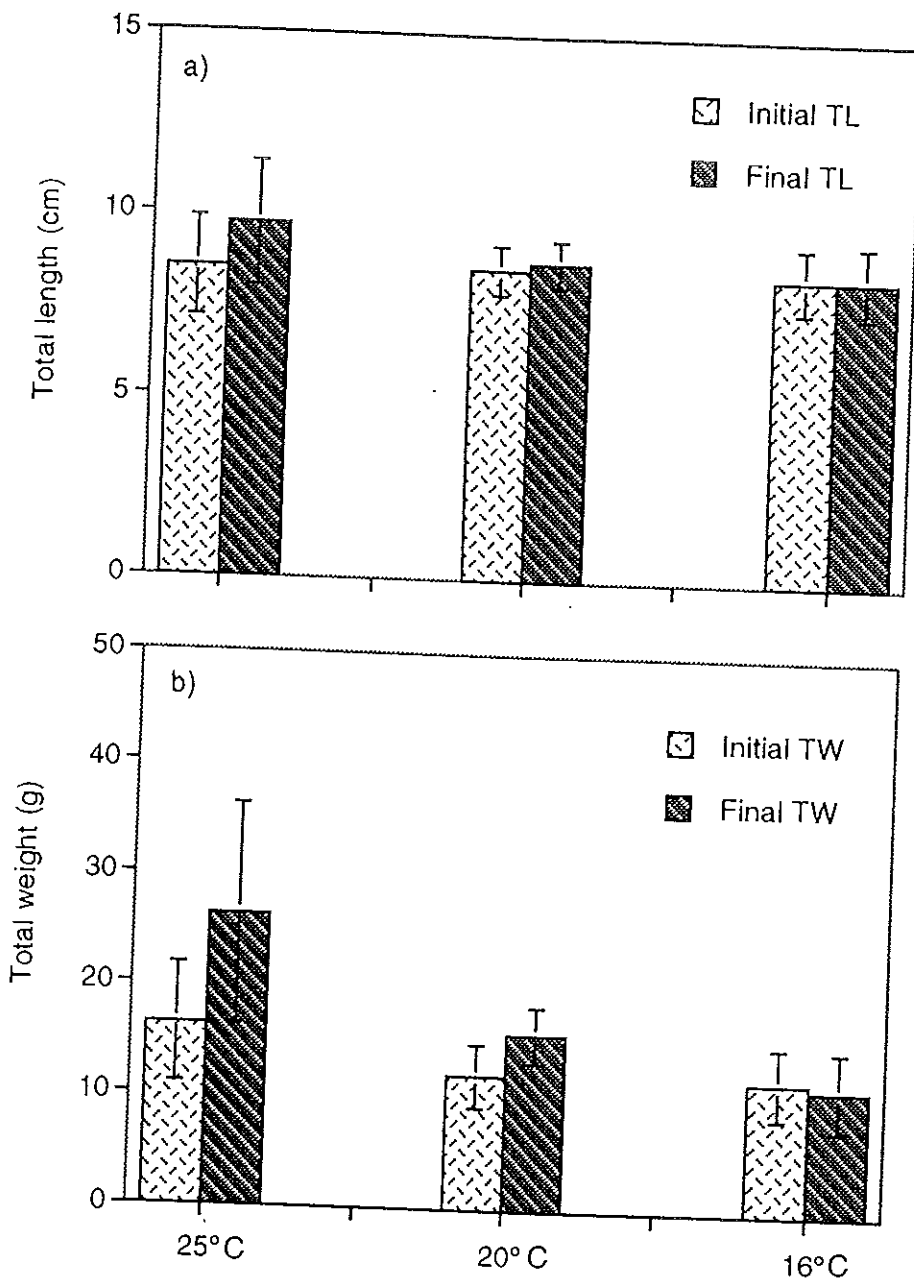 15
a)
Initial TL
Final TL
10
5
0
Total length (cm)
50
b)
Initial TW
Final TW
40
30
20
10
0
Total weight (g)
25°C
20°C
16°C